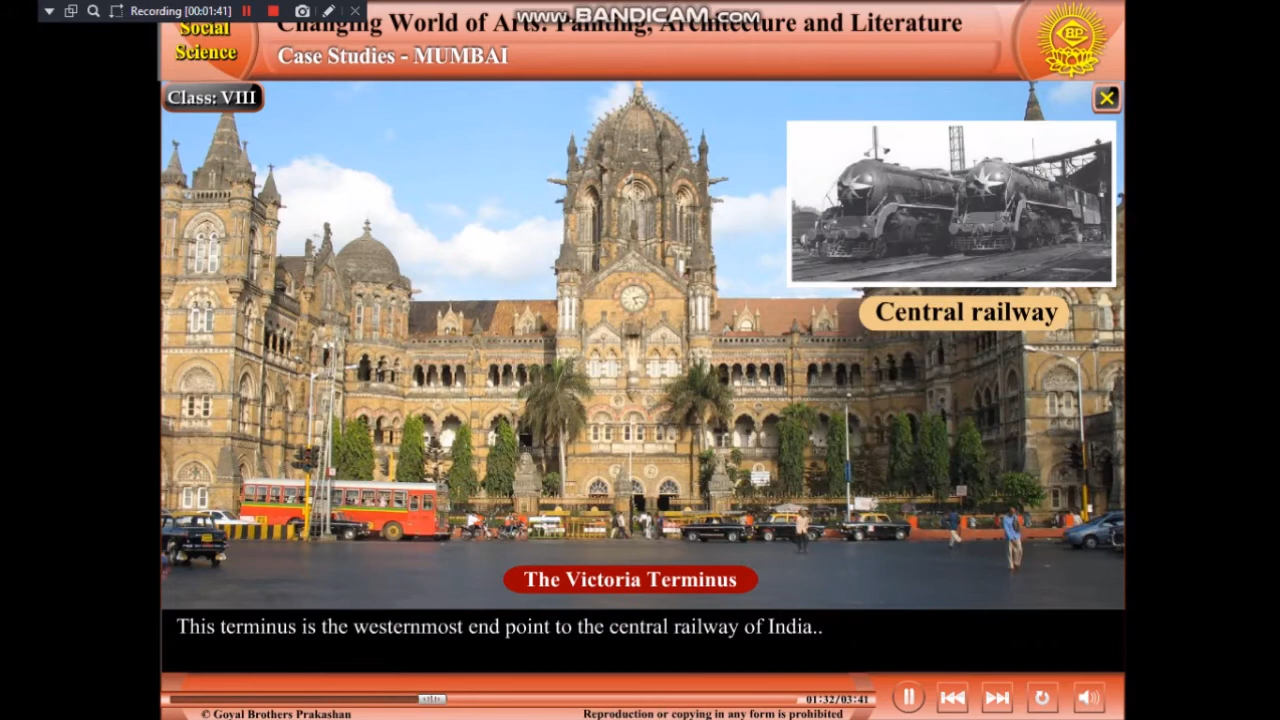 Recording [00:01:41]
www.BANDICAM.com
Changing World of Arts: Painting, Architecture and Literature
Social
Science
Case Studies - MUMBAI
BP
Class: VIII
Central railway
The Victoria Terminus
This terminus is the westernmost end point to the central railway of India..
01:32/03:41
© Goyal Brothers Prakashan
Reproduction or copying in any form is prohibited